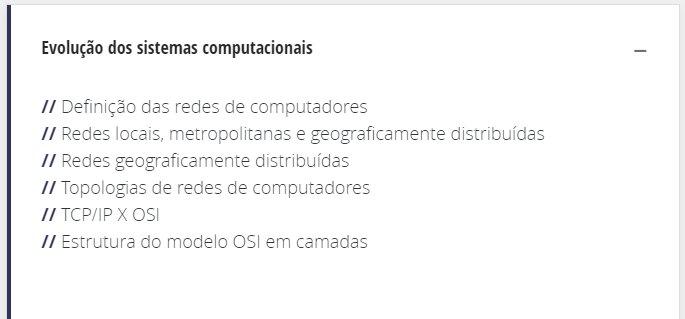 Evolução dos sistemas computacionais
// Definição das redes de computadores
// Redes locais, metropolitanas e geograficamente distribuídas
// Redes geograficamente distribuídas
// Topologias de redes de computadores
// TCP/IP X OSI
// Estrutura do modelo OSI em camadas